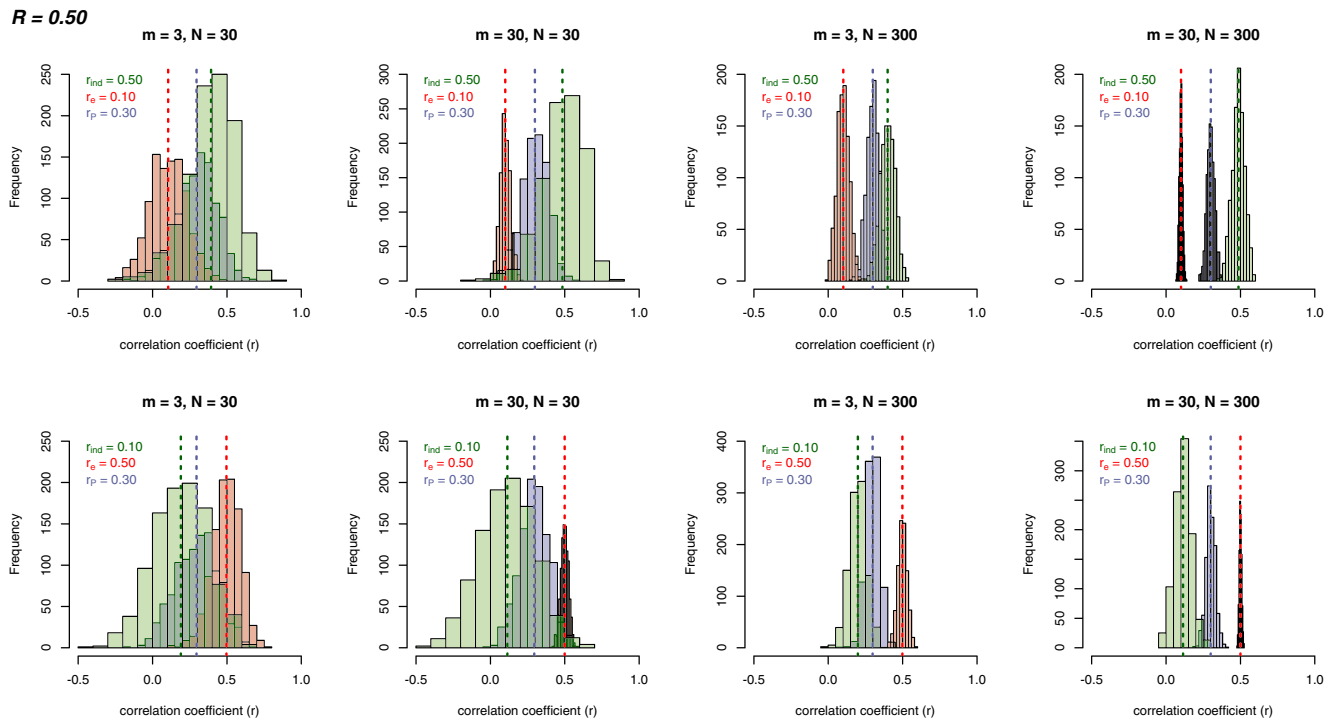 R = 0.50
m = 3, N = 30
r_ind = 0.50
r_e = 0.10
r_P = 0.30
Frequency
0 50 100 150 200 250
-0.5 0.0 0.5 1.0
correlation coefficient (r)
m = 30, N = 30
r_ind = 0.50
r_e = 0.10
r_P = 0.30
Frequency
0 50 100 150 200 250 300
-0.5 0.0 0.5 1.0
correlation coefficient (r)
m = 3, N = 300
r_ind = 0.50
r_e = 0.10
r_P = 0.30
Frequency
0 50 100 150 200
-0.5 0.0 0.5 1.0
correlation coefficient (r)
m = 30, N = 300
r_ind = 0.50
r_e = 0.10
r_P = 0.30
Frequency
0 50 100 150 200
-0.5 0.0 0.5 1.0
correlation coefficient (r)
m = 3, N = 30
r_ind = 0.10
r_e = 0.50
r_P = 0.30
Frequency
0 50 100 150 200 250
-0.5 0.0 0.5 1.0
correlation coefficient (r)
m = 30, N = 30
r_ind = 0.10
r_e = 0.50
r_P = 0.30
Frequency
0 50 100 150 200 250
-0.5 0.0 0.5 1.0
correlation coefficient (r)
m = 3, N = 300
r_ind = 0.10
r_e = 0.50
r_P = 0.30
Frequency
0 100 200 300 400
-0.5 0.0 0.5 1.0
correlation coefficient (r)
m = 30, N = 300
r_ind = 0.10
r_e = 0.50
r_P = 0.30
Frequency
0 50 100 150 200 300
-0.5 0.0 0.5 1.0
correlation coefficient (r)